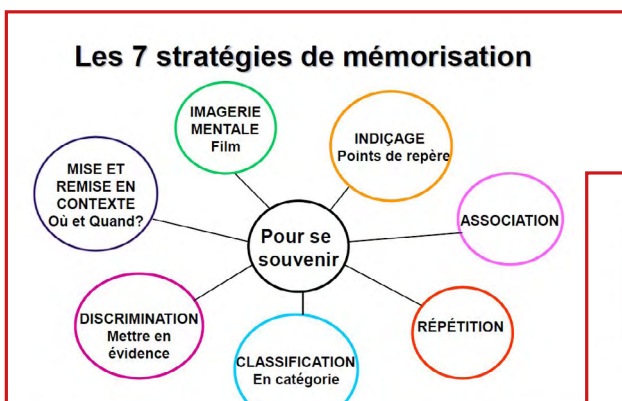 Les 7 stratégies de mémorisation
IMAGERIE
MENTALE
Film
INDIÇAGE
Points de repère
MISE ET
REMISE EN
CONTEXTE
Où et Quand?
ASSOCIATION
Pour se
souvenir
DISCRIMINATION
Mettre en
évidence
RÉPÉTITION
CLASSIFICATION
En catégorie